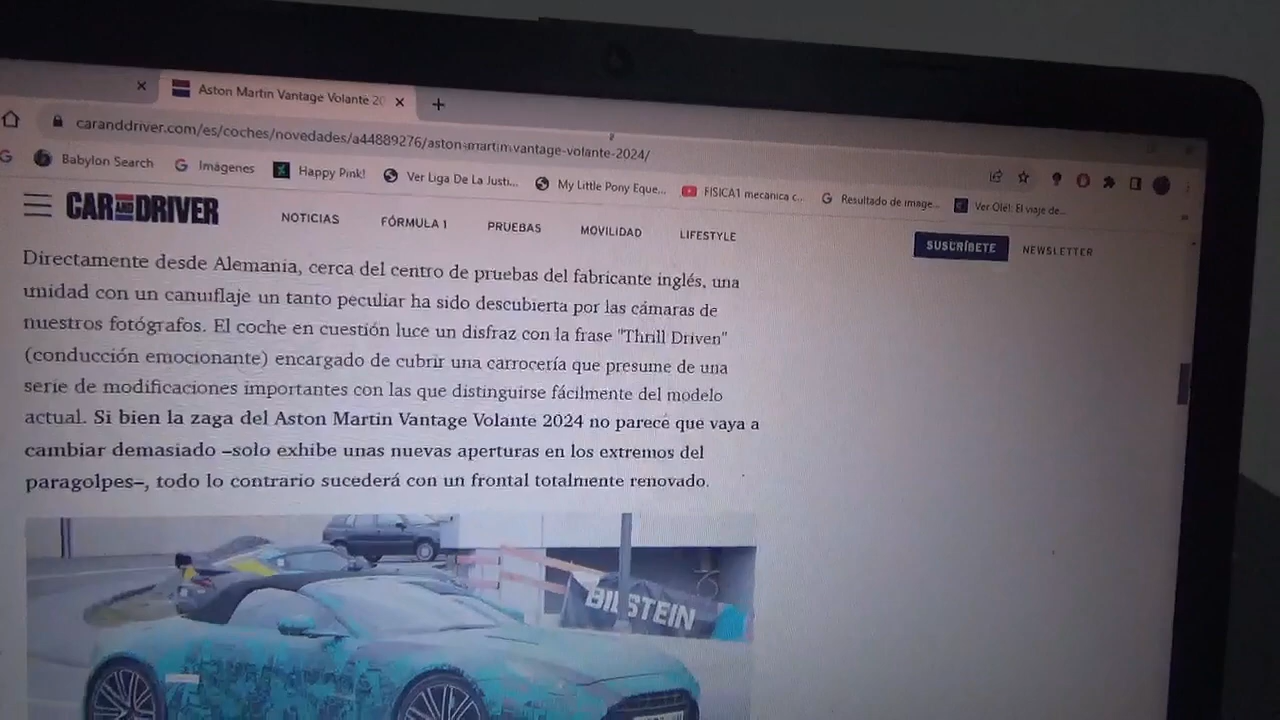 Aston Martin Vantage Volante 20
caranddriver.com/es/coches/novedades/a44889276/aston-martin-vantage-volante-2024/
Babylon Search
Imágenes
Happy Pink!
Ver Liga De La Justi...
My Little Pony Eque...
FISICA1 mecanica c...
Resultado de image...
Ver Olé!: El viaje de...
CAR AND DRIVER
NOTICIAS
FÓRMULA 1
PRUEBAS
MOVILIDAD
LIFESTYLE
SUSCRÍBETE
NEWSLETTER
Directamente desde Alemania, cerca del centro de pruebas del fabricante inglés, una
unidad con un camuflaje un tanto peculiar ha sido descubierta por las cámaras de
nuestros fotógrafos. El coche en cuestión luce un disfraz con la frase "Thrill Driven"
(conducción emocionante) encargado de cubrir una carrocería que presume de una
serie de modificaciones importantes con las que distinguirse fácilmente del modelo
actual. Si bien la zaga del Aston Martin Vantage Volante 2024 no parece que vaya a
cambiar demasiado –solo exhibe unas nuevas aperturas en los extremos del
paragolpes–, todo lo contrario sucederá con un frontal totalmente renovado.
BILSTEIN